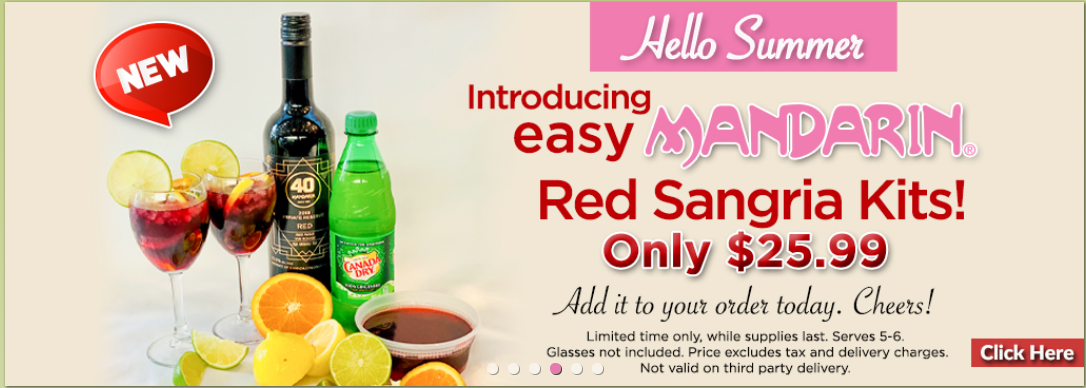 NEW
Hello Summer
Introducing
easy MANDARIN®
Red Sangria Kits!
Only $25.99
Add it to your order today. Cheers!
Limited time only, while supplies last. Serves 5-6.
Glasses not included. Price excludes tax and delivery charges.
Not valid on third party delivery.
Click Here
40
MANDARIN
RED
CANADA
DRY